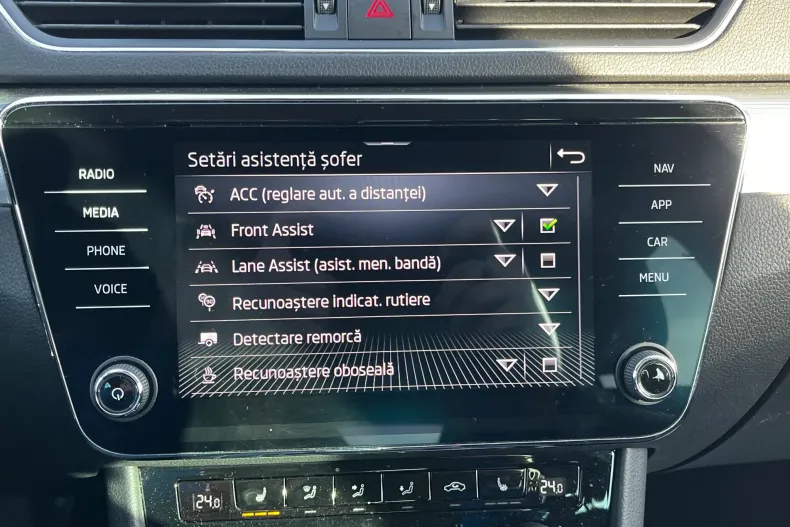 Setări asistență șofer
RADIO
MEDIA
PHONE
VOICE
ACC (reglare aut. a distanței)
Front Assist
Lane Assist (asist. men. bandă)
Recunoaștere indicat. rutiere
Detectare remorcă
Recunoaștere oboseală
NAV
APP
CAR
MENU
24.0
24.0